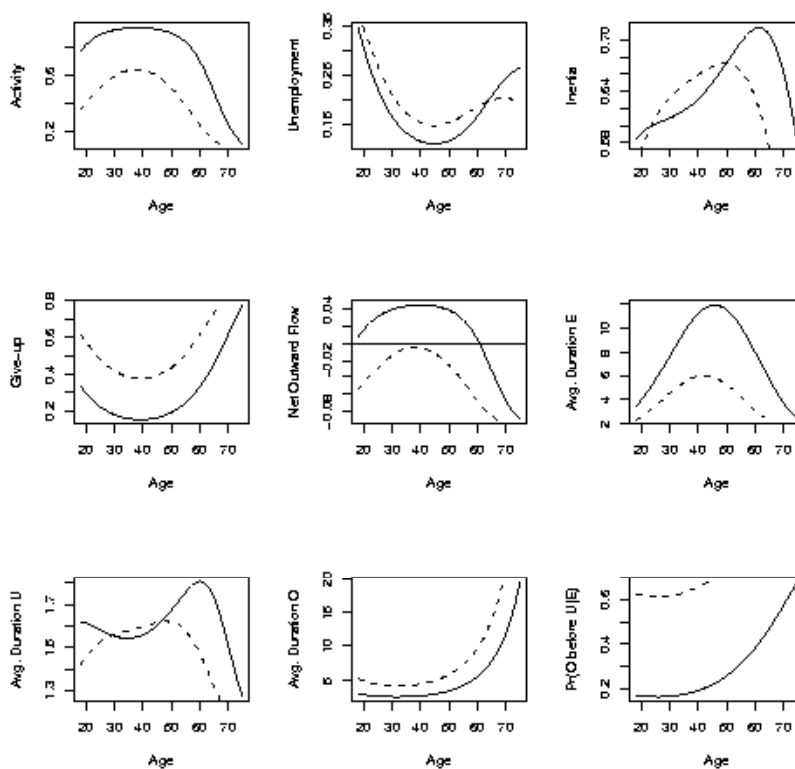 Activity
0.2 0.6
20 30 40 50 60 70
Age
Unemployment
0.15 0.25 0.35
20 30 40 50 60 70
Age
Inertia
0.58 0.64 0.70
20 30 40 50 60 70
Age
Give-up
0.2 0.4 0.6 0.8
20 30 40 50 60 70
Age
Net Outward Flow
-0.08 -0.02 0.04
20 30 40 50 60 70
Age
Avg. Duration E
2 4 6 8 10
20 30 40 50 60 70
Age
Avg. Duration U
1.3 1.5 1.7
20 30 40 50 60 70
Age
Avg. Duration O
5 10 15 20
20 30 40 50 60 70
Age
Pr(O before U|E)
0.2 0.4 0.6
20 30 40 50 60 70
Age